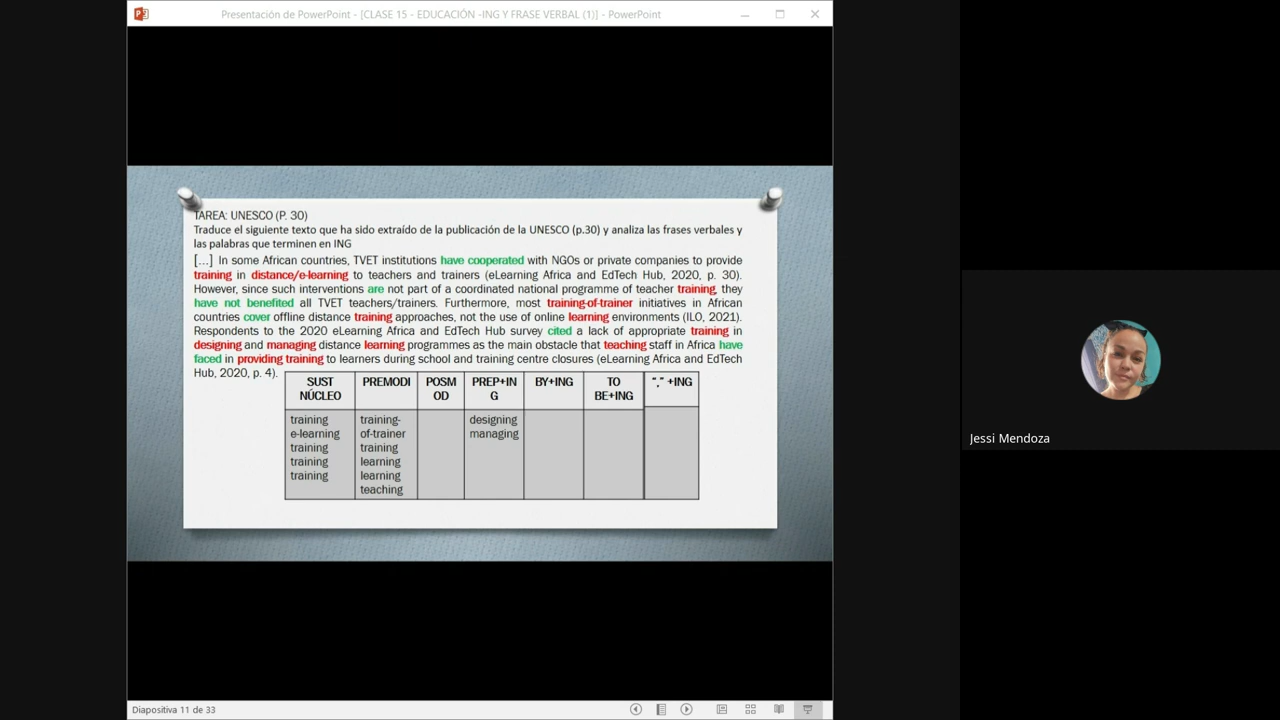 Presentación de PowerPoint - [CLASE 15 - EDUCACIÓN -ING Y FRASE VERBAL (1)] - PowerPoint
TAREA: UNESCO (P. 30)
Traduce el siguiente texto que ha sido extraído de la publicación de la UNESCO (p.30) y analiza las frases verbales y
las palabras que terminen en ING
[...] In some African countries, TVET institutions have cooperated with NGOs or private companies to provide
training in distance/e-learning to teachers and trainers (eLearning Africa and EdTech Hub, 2020, p. 30).
However, since such interventions are not part of a coordinated national programme of teacher training, they
have not benefited all TVET teachers/trainers. Furthermore, most training-of-trainer initiatives in African
countries cover offline distance training approaches, not the use of online learning environments (ILO, 2021).
Respondents to the 2020 eLearning Africa and EdTech Hub survey cited a lack of appropriate training in
designing and managing distance learning programmes as the main obstacle that teaching staff in Africa have
faced in providing training to learners during school and training centre closures (eLearning Africa and EdTech
Hub, 2020, p. 4).
SUST NÚCLEO
training
e-learning
training
training
training
PREMODI
training-
of-trainer
training
learning
learning
teaching
POSM
OD
PREP+IN
G
designing
managing
BY+ING
TO
BE+ING
"," +ING
Jessi Mendoza
Diapositiva 11 de 33